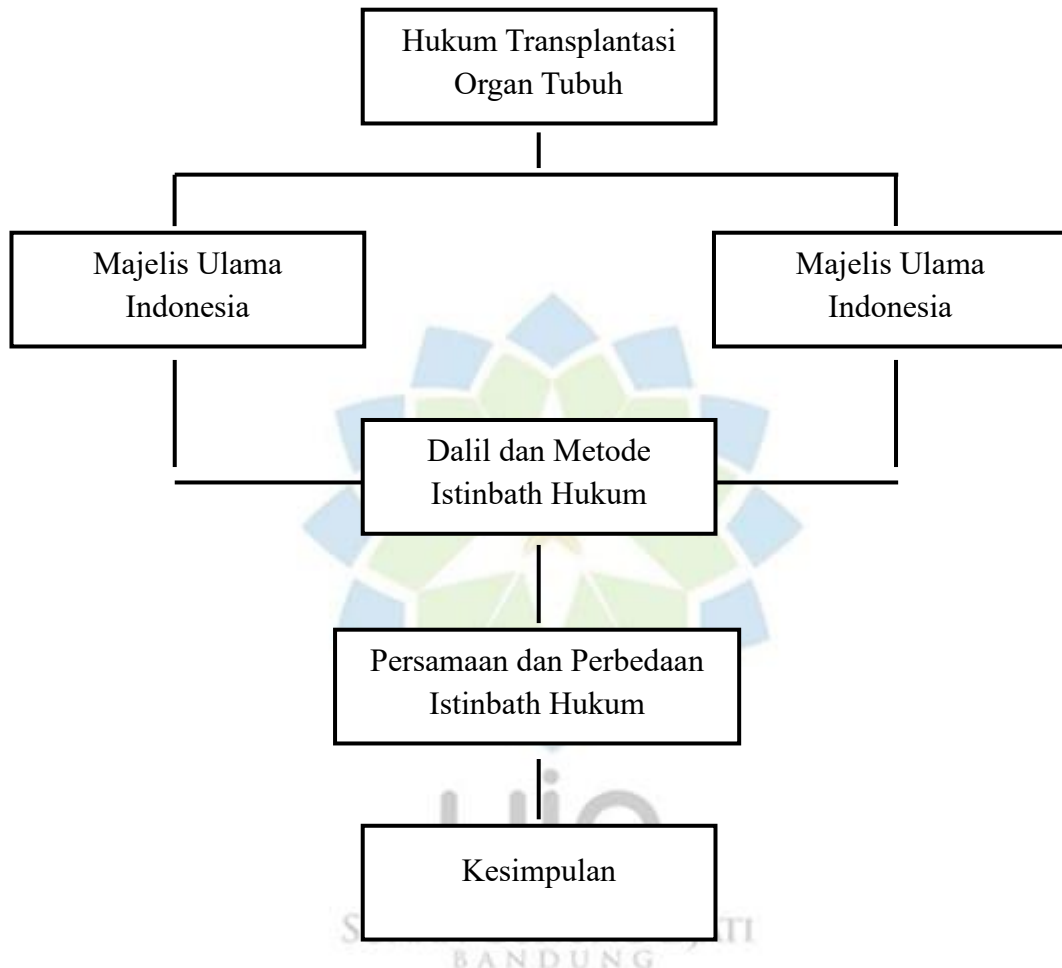 Hukum Transplantasi
Organ Tubuh
Majelis Ulama
Indonesia
Majelis Ulama
Indonesia
Dalil dan Metode
Istinbath Hukum
Persamaan dan Perbedaan
Istinbath Hukum
uin
Kesimpulan
BANDUNG